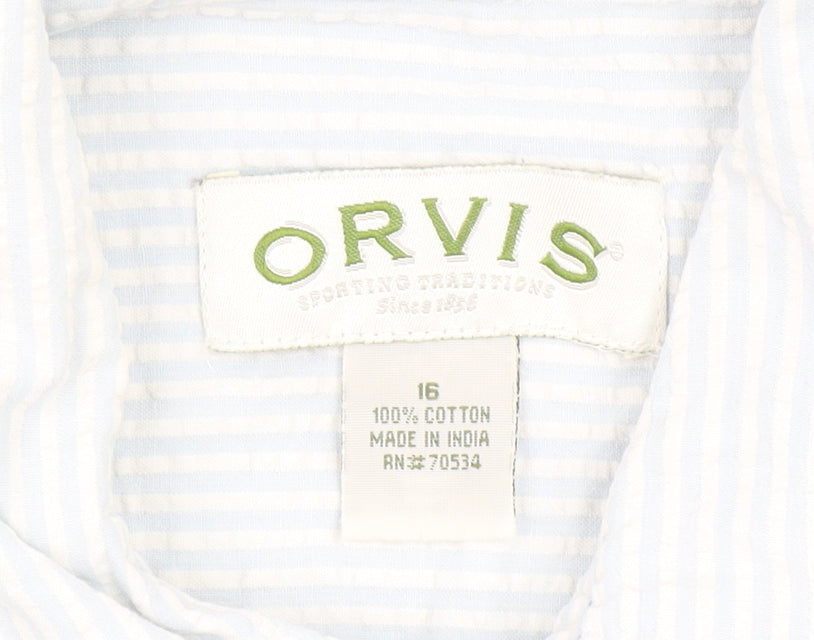 ORVIS
SPORTING TRADITIONS
Since 1856
16
100% COTTON
MADE IN INDIA
RN#70534